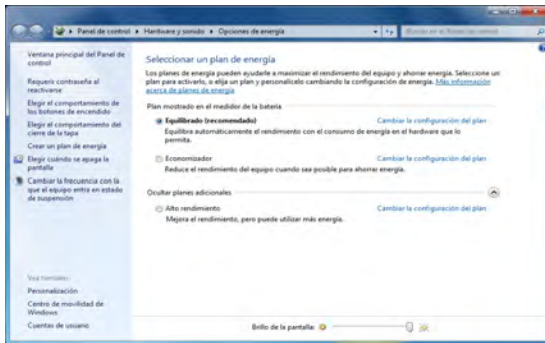 Panel de control ▸ Hardware y sonido ▸ Opciones de energía
Ventana principal del Panel de
control
Requerir contraseña al
reactivarse
Elegir el comportamiento de
los botones de encendido
Elegir el comportamiento del
cierre de la tapa
Crear un plan de energía
Elegir cuándo se apaga la
pantalla
Cambiar la frecuencia con la
que el equipo entra en estado
de suspensión
Vea también
Personalización
Centro de movilidad de
Windows
Cuentas de usuario
Seleccionar un plan de energía
Los planes de energía pueden ayudarle a maximizar el rendimiento del equipo y ahorrar energía. Seleccione un
plan para activarlo, o elija un plan y personalícelo cambiando la configuración de energía. Más información
acerca de planes de energía
Plan mostrado en el medidor de la batería
Equilibrado (recomendado) Cambiar la configuración del plan
Equilibra automáticamente el rendimiento con el consumo de energía en el hardware que lo
permita.
Economizador Cambiar la configuración del plan
Reduce el rendimiento del equipo cuando sea posible para ahorrar energía.
Ocultar planes adicionales
Alto rendimiento Cambiar la configuración del plan
Mejora el rendimiento, pero puede utilizar más energía.
Brillo de la pantalla: